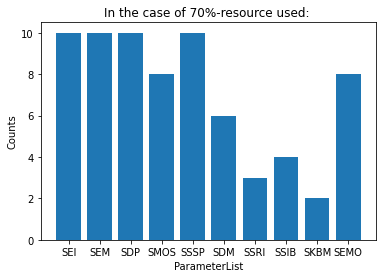 In the case of 70%-resource used:
10
8
6
4
2
0
Counts
SEI SEM SDP SMOS SSSP SDM SSRI SSIB SKBM SEMO
ParameterList